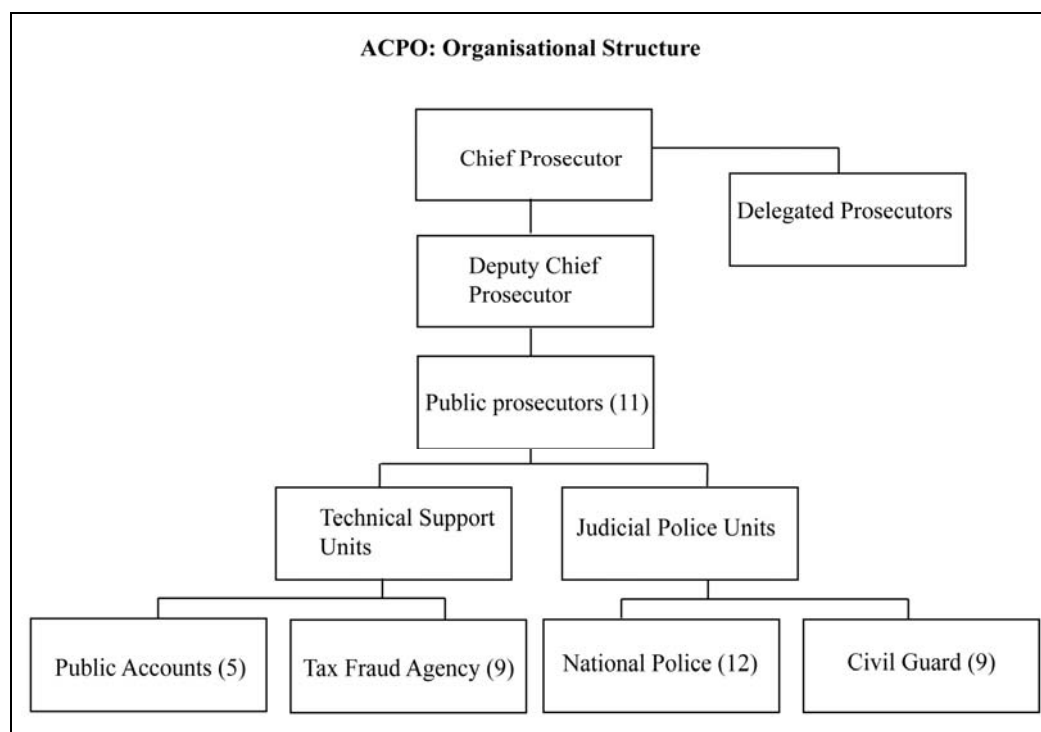 ACPO: Organisational Structure
Chief Prosecutor
Delegated Prosecutors
Deputy Chief
Prosecutor
Public prosecutors (11)
Technical Support
Units
Judicial Police Units
Public Accounts (5)
Tax Fraud Agency (9)
National Police (12)
Civil Guard (9)